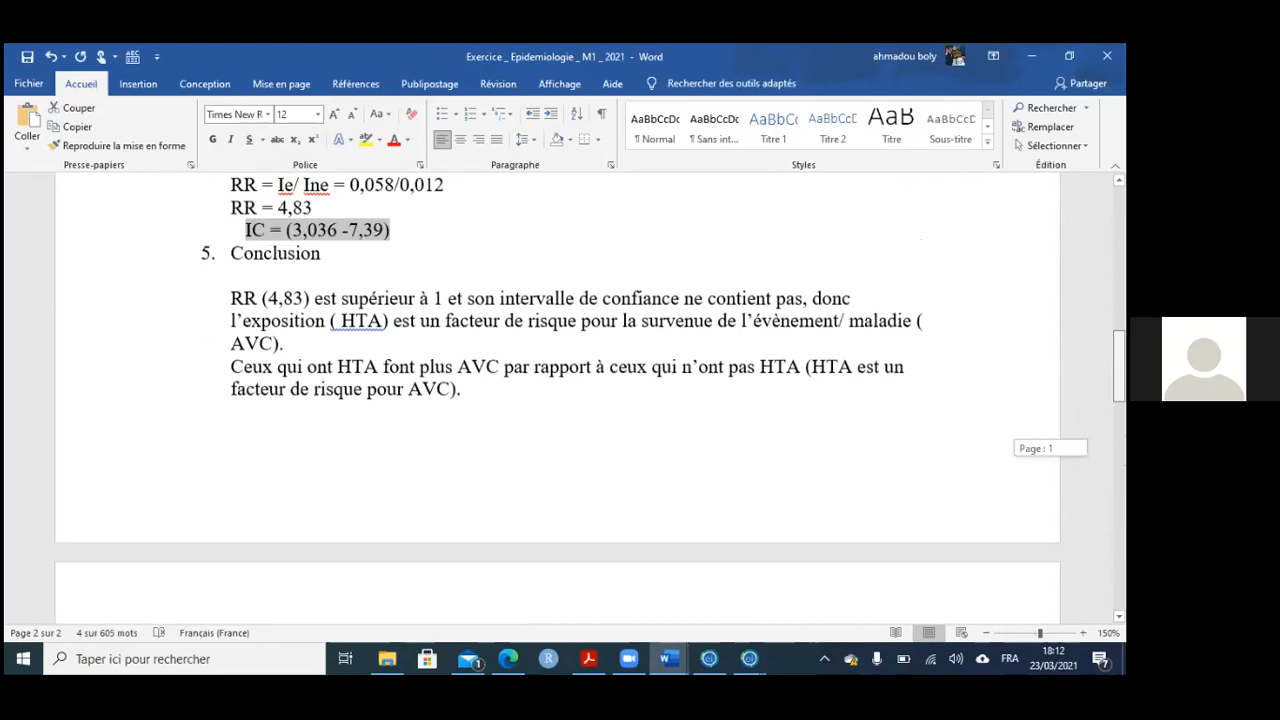 Exercice _ Epidemiologie _ M1 _ 2021 - Word
ahmadou boly
Fichier Accueil Insertion Conception Mise en page Références Publipostage Révision Affichage Aide Rechercher des outils adaptés Partager
Coller
Couper
Copier
Reproduire la mise en forme
Presse-papiers
Times New R 12
Police
Paragraphe
AaBbCcDc AaBbCcDc AaBbC( AaBbCcD AaB AaBbCcD
¶ Normal ¶ Sans int... Titre 1 Titre 2 Titre Sous-titre
Styles
Rechercher
Remplacer
Sélectionner
Édition
RR = Ie/ Ine = 0,058/0,012
RR = 4,83
IC = (3,036 -7,39)
5. Conclusion
RR (4,83) est supérieur à 1 et son intervalle de confiance ne contient pas, donc
l’exposition ( HTA) est un facteur de risque pour la survenue de l’évènement/ maladie (
AVC).
Ceux qui ont HTA font plus AVC par rapport à ceux qui n’ont pas HTA (HTA est un
facteur de risque pour AVC).
Page : 1
Page 2 sur 2 4 sur 605 mots Français (France) 150%
Taper ici pour rechercher
FRA
18:12
23/03/2021